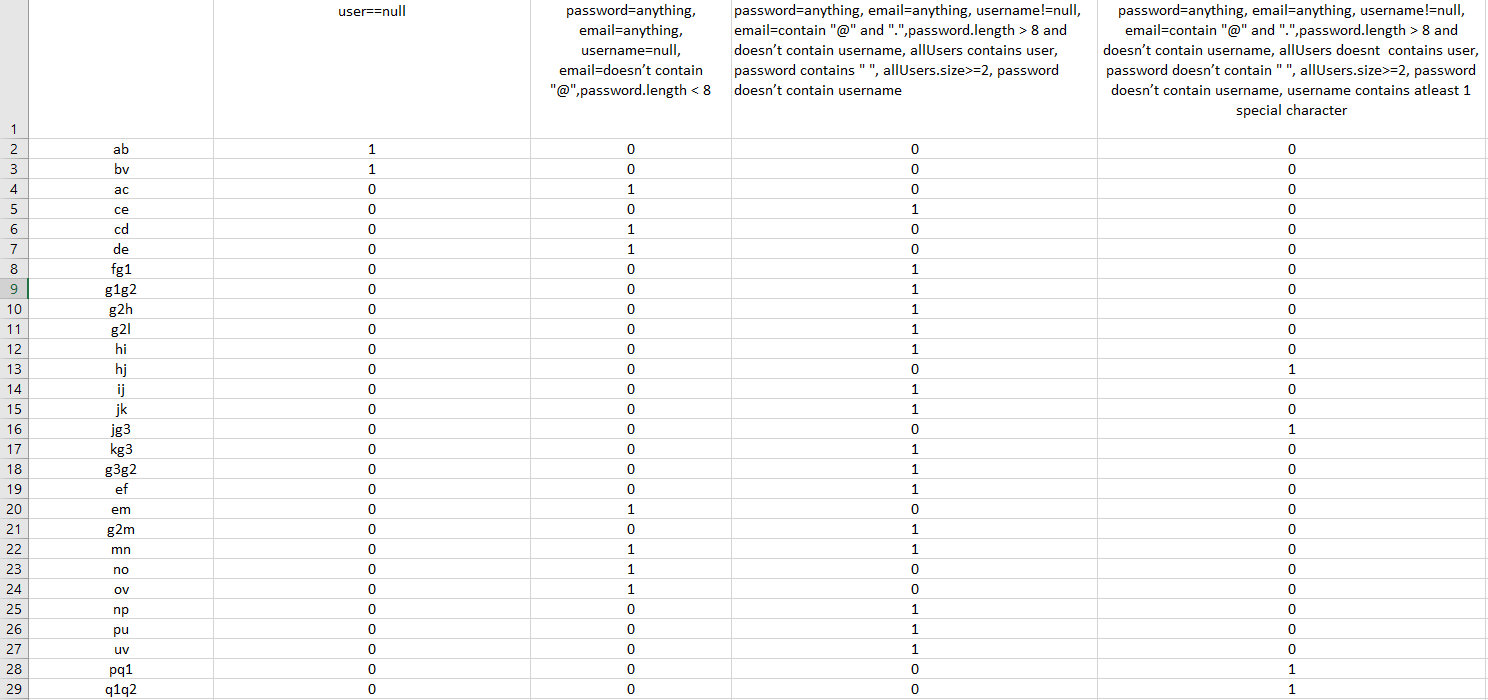 user==null
password=anything,
email=anything,
username=null,
email=doesn't contain
"@",password.length < 8
password=anything, email=anything, username!=null,
email=contain "@" and ".",password.length > 8 and
doesn't contain username, allUsers contains user,
password contains " ", allUsers.size>=2, password
doesn't contain username
password=anything, email=anything, username!=null,
email=contain "@" and ".",password.length > 8 and
doesn't contain username, allUsers doesnt  contains user,
password doesn't contain " ", allUsers.size>=2, password
doesn't contain username, username contains atleast 1
special character
1
2 ab 1 0 0 0
3 bv 1 0 0 0
4 ac 0 1 0 0
5 ce 0 0 1 0
6 cd 0 1 0 0
7 de 0 1 0 0
8 fg1 0 0 1 0
9 g1g2 0 0 1 0
10 g2h 0 0 1 0
11 g2l 0 0 1 0
12 hi 0 0 1 0
13 hj 0 0 0 1
14 ij 0 0 1 0
15 jk 0 0 1 0
16 jg3 0 0 0 1
17 kg3 0 0 1 0
18 g3g2 0 0 1 0
19 ef 0 0 1 0
20 em 0 1 0 0
21 g2m 0 0 1 0
22 mn 0 1 1 0
23 no 0 1 0 0
24 ov 0 1 0 0
25 np 0 0 1 0
26 pu 0 0 1 0
27 uv 0 0 1 0
28 pq1 0 0 0 1
29 q1q2 0 0 0 1